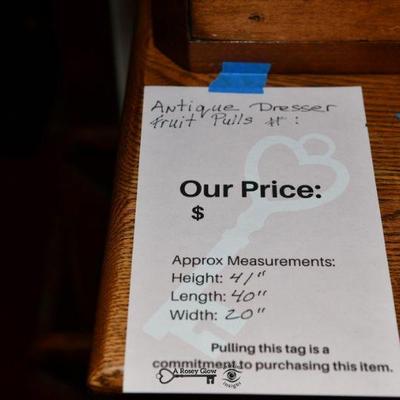 Antique Dresser
Fruit Pulls #:
Our Price:
$
Approx Measurements:
Height: 41"
Length: 40"
Width: 20"
Pulling this tag is a
commitment to purchasing this item.
A Rosey Glow
Insight